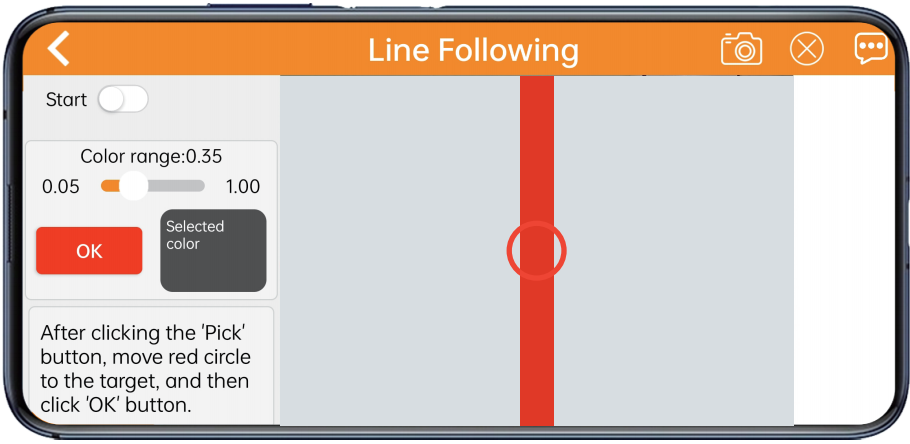 Line Following
Start
Color range:0.35
0.05
1.00
OK
Selected
color
After clicking the 'Pick'
button, move red circle
to the target, and then
click 'OK' button.